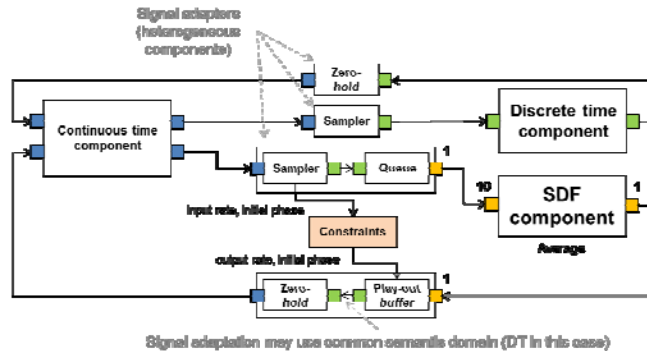 Signal adaptors
(heterogeneous
components)
Zero-
hold
Continuous time
component
Sampler
Discrete time
component
Sampler
Queue
1
10
SDF
component
1
Average
input rate, initial phase
Constraints
output rate, initial phase
Zero-
hold
Play-out
buffer
1
Signal adaptation may use common semantic domain (DT in this case)